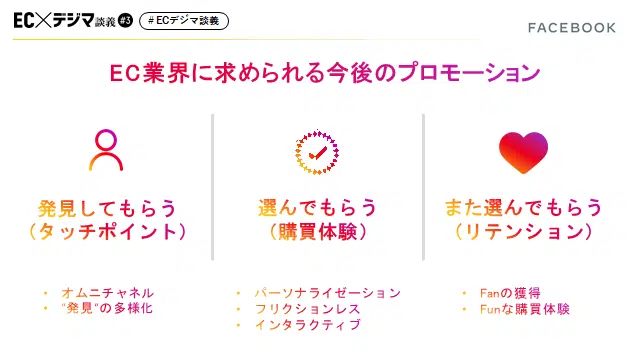 EC×デジマ談義#3 #ECデジマ談義
FACEBOOK
EC業界に求められる今後のプロモーション
発見してもらう
(タッチポイント)
・ オムニチャネル
・ "発見"の多様化
選んでもらう
(購買体験)
・ パーソナライゼーション
・ フリクションレス
・ インタラクティブ
また選んでもらう
(リテンション)
・ Fanの獲得
・ Funな購買体験